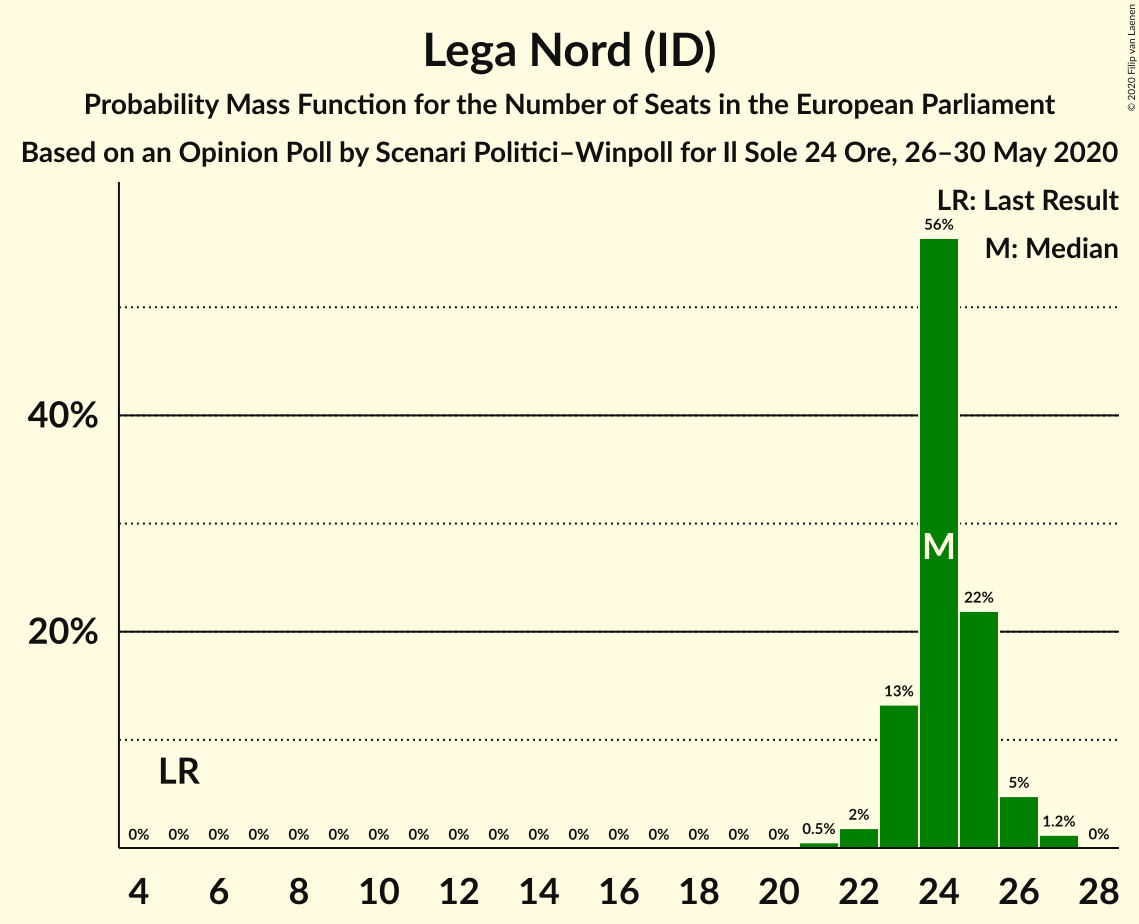 Lega Nord (ID)
Probability Mass Function for the Number of Seats in the European Parliament
Based on an Opinion Poll by Scenari Politici–Winpoll for Il Sole 24 Ore, 26–30 May 2020
© 2020 Filip van Laenen
LR: Last Result
M: Median
56%
40%
M
22%
20%
13%
LR
0% 0% 0% 0% 0% 0% 0% 0% 0% 0% 0% 0% 0% 0% 0% 0% 0% 0.5% 2% 5% 1.2% 0%
4 6 8 10 12 14 16 18 20 22 24 26 28